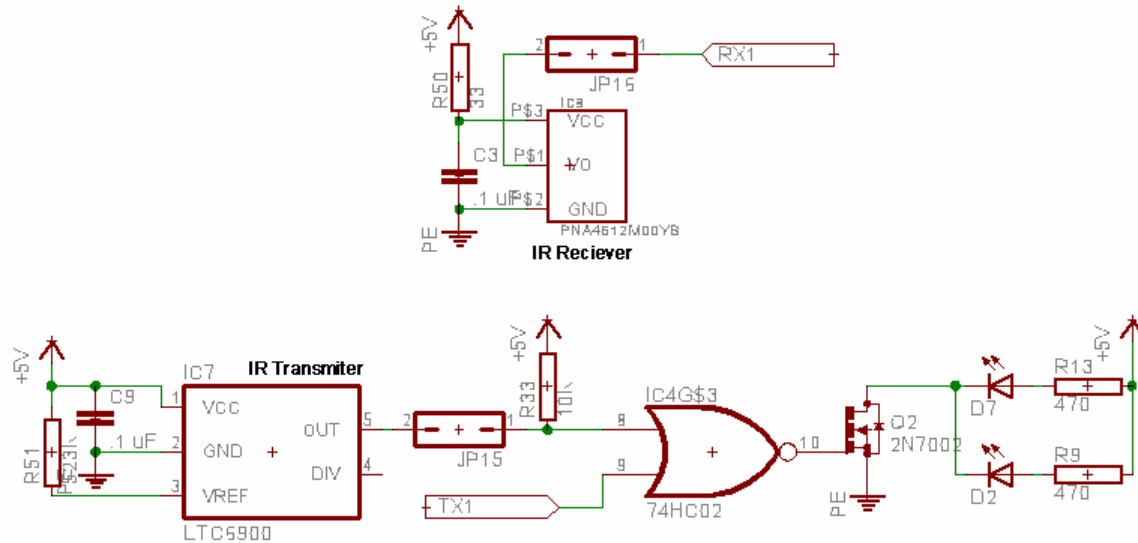 +5V
R50
33
2
1
JP16
RX1
IC3
P$3
VCC
C3
P$1
VO
.1 uF
P$2
GND
PE
PNA4612M00YB
IR Reciever
+5V
IC7
IR Transmiter
C9
.1 uF
R51
1
VCC
2
GND
3
VREF
OUT
5
DIV
4
LTC6900
2
1
JP15
+5V
R33
10k
TX1
8
9
IC4G$3
74HC02
10
Q2
2N7002
PE
D7
D2
+5V
R13
470
R9
470